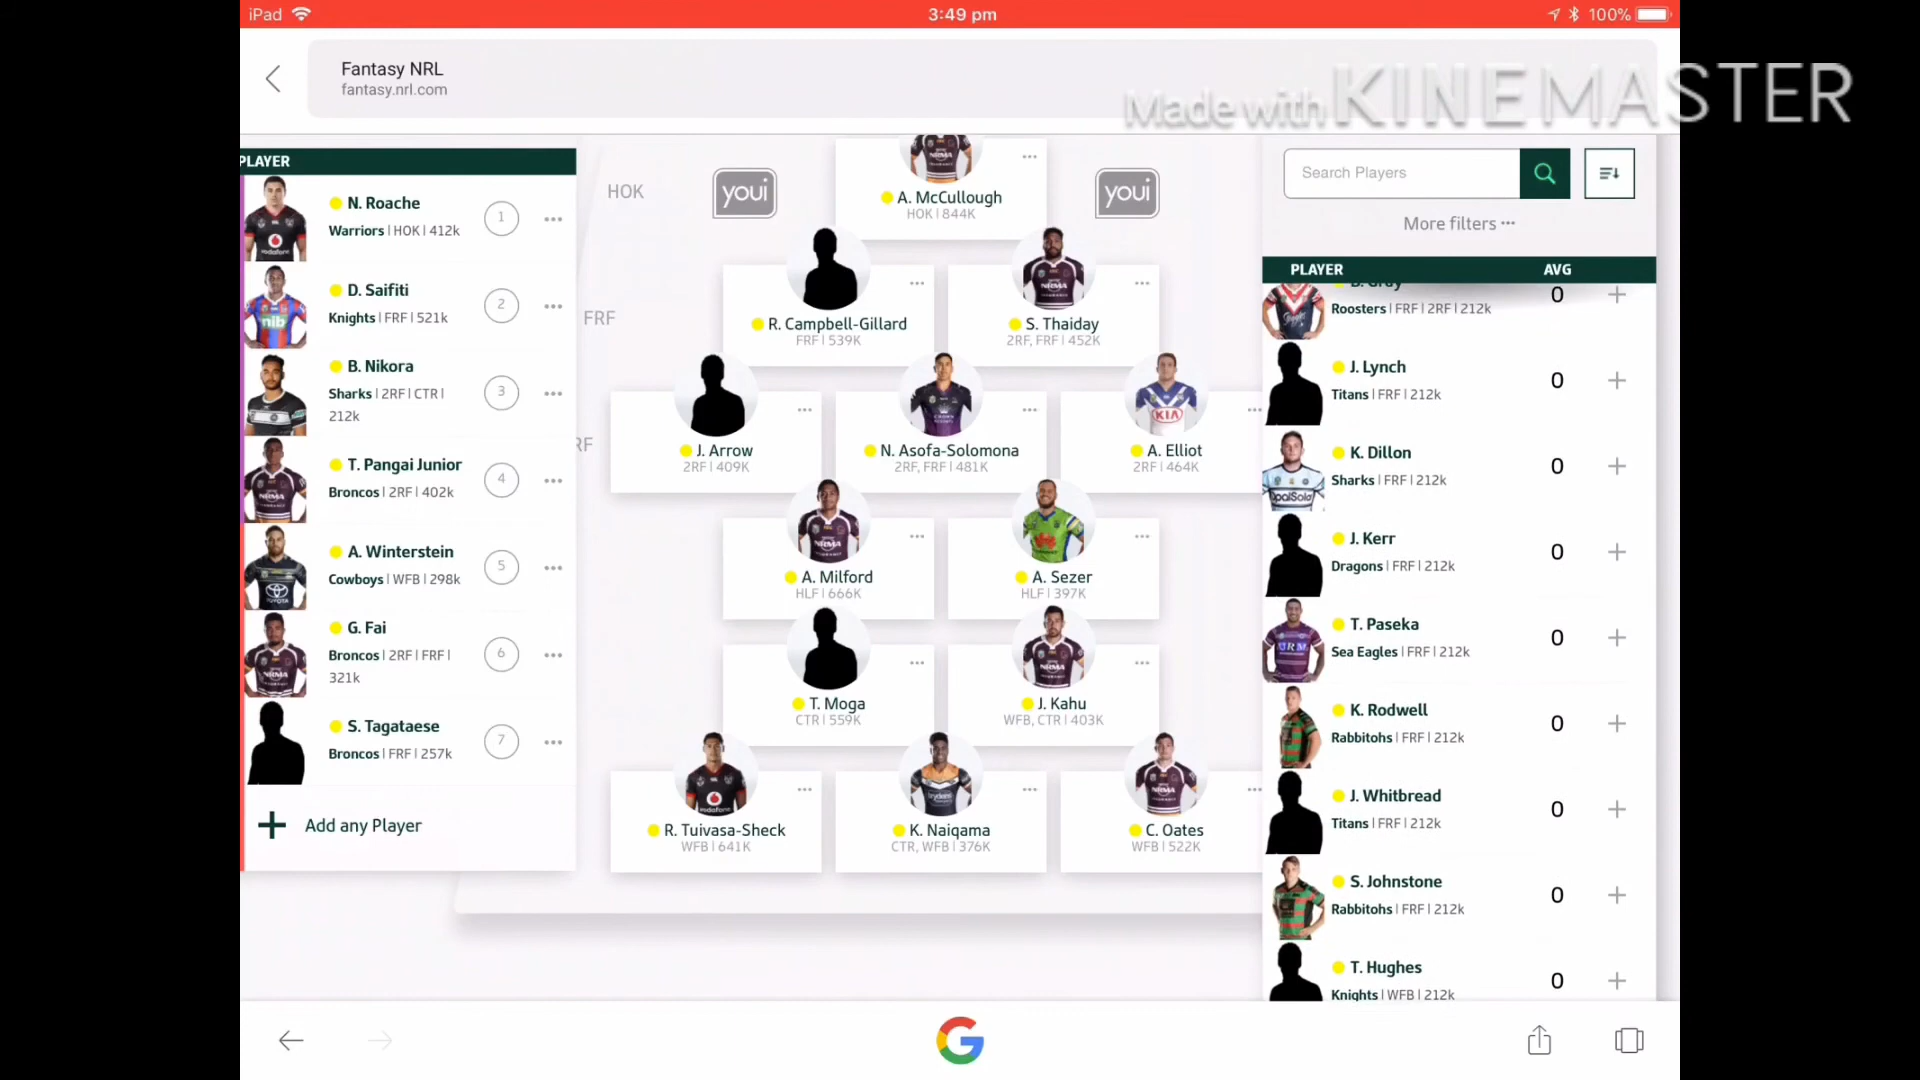 iPad 3:49 pm 100%
Fantasy NRL
fantasy.nrl.com
Made with KINEMASTER
PLAYER
N. Roache
Warriors | HOK | 412k
1
D. Saifiti
Knights | FRF | 521k
2
B. Nikora
Sharks | 2RF | CTR |
212k
3
T. Pangai Junior
Broncos | 2RF | 402k
4
A. Winterstein
Cowboys | WFB | 298k
5
G. Fai
Broncos | 2RF | FRF |
321k
6
S. Tagataese
Broncos | FRF | 257k
7
Add any Player
HOK
youi
youi
A. McCullough
HOK | 844K
FRF
R. Campbell-Gillard
FRF | 539K
S. Thaiday
2RF, FRF | 452K
RF
J. Arrow
2RF | 409K
N. Asofa-Solomona
2RF, FRF | 481K
A. Elliot
2RF | 464K
A. Milford
HLF | 666K
A. Sezer
HLF | 397K
T. Moga
CTR | 559K
J. Kahu
WFB, CTR | 403K
R. Tuivasa-Sheck
WFB | 641K
K. Naiqama
CTR, WFB | 376K
C. Oates
WFB | 522K
Search Players
More filters
PLAYER AVG
B. Gray
Roosters | FRF | 2RF | 212k
0
J. Lynch
Titans | FRF | 212k
0
K. Dillon
Sharks | FRF | 212k
0
J. Kerr
Dragons | FRF | 212k
0
T. Paseka
Sea Eagles | FRF | 212k
0
K. Rodwell
Rabbitohs | FRF | 212k
0
J. Whitbread
Titans | FRF | 212k
0
S. Johnstone
Rabbitohs | FRF | 212k
0
T. Hughes
Knights | WFB | 212k
0